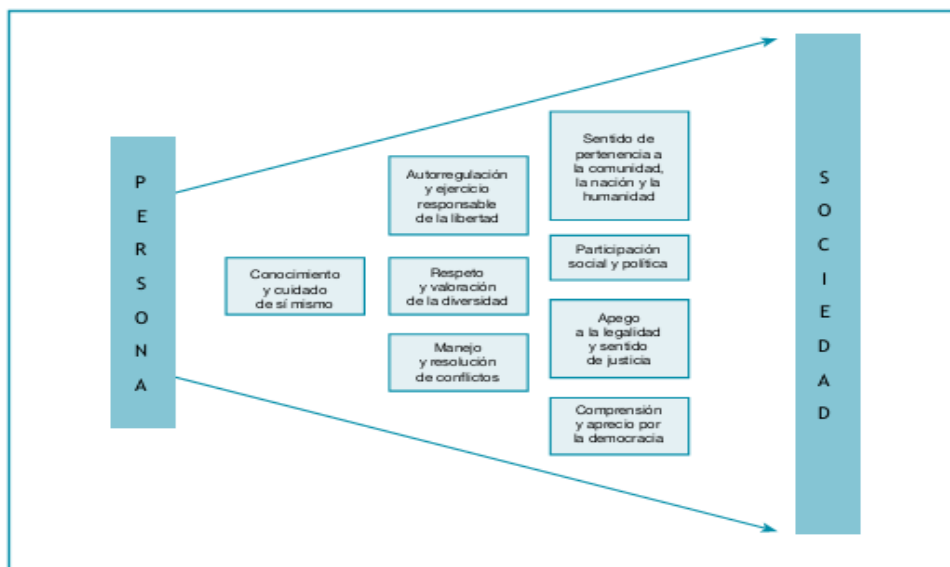 PERSONA
Conocimiento
y cuidado
de sí mismo
Autorregulación
y ejercicio
responsable
de la libertad
Respeto
y valoración
de la diversidad
Manejo
y resolución
de conflictos
Sentido de
pertenencia a
la comunidad,
la nación y la
humanidad
Participación
social y política
Apego
a la legalidad
y sentido
de justicia
Comprensión
y aprecio por
la democracia
SOCIEDAD